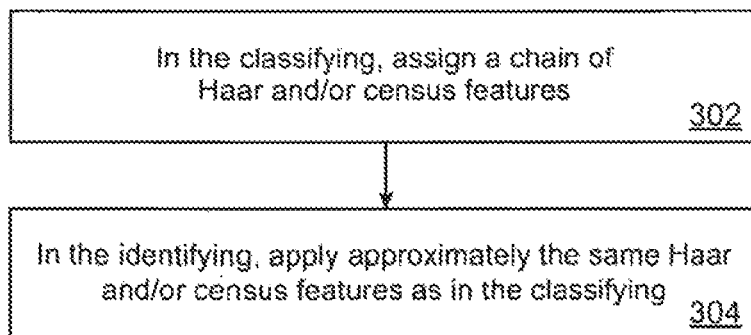 In the classifying, assign a chain of
Haar and/or census features
302
In the identifying, apply approximately the same Haar
and/or census features as in the classifying
304